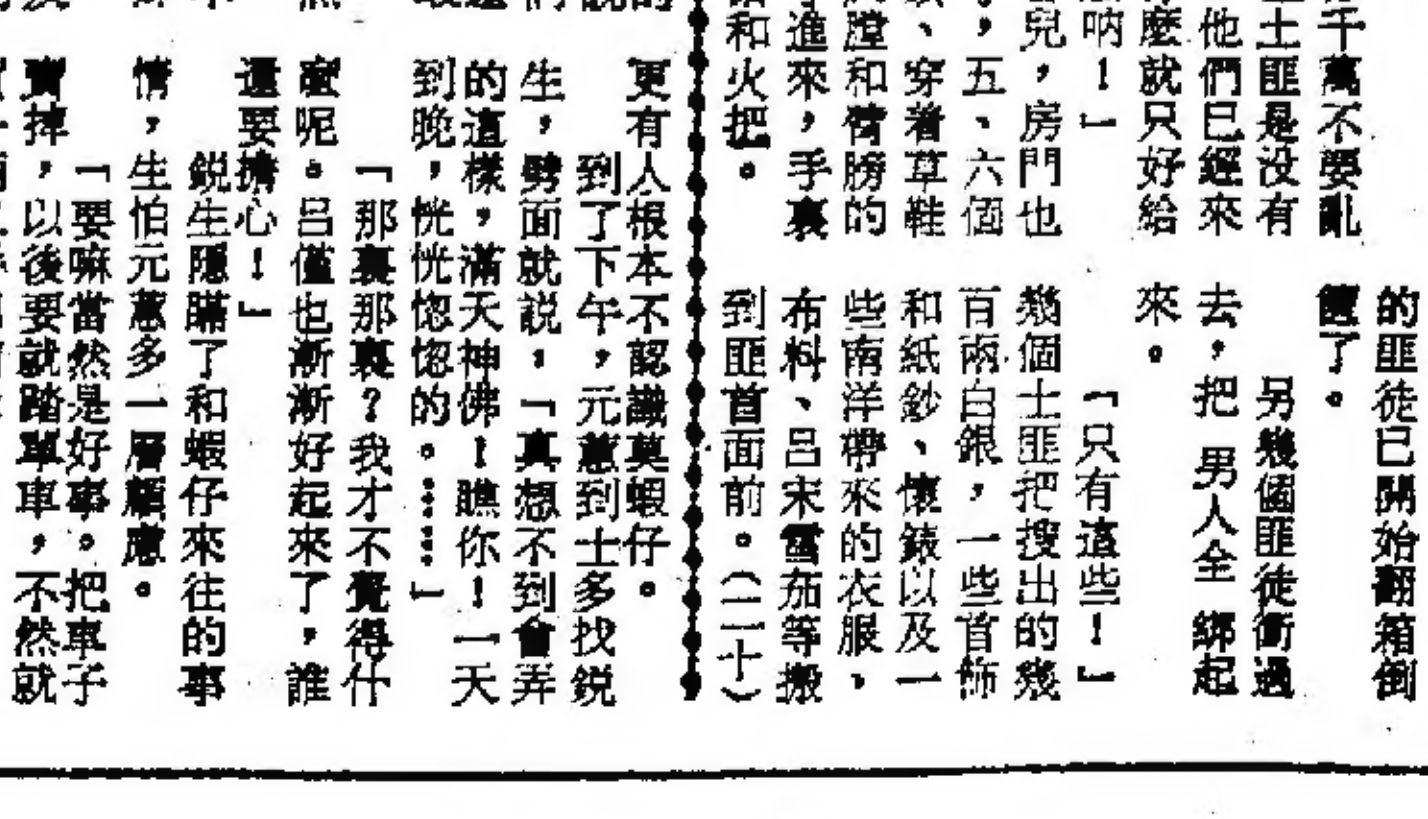 千萬不要亂
土匪是没有
他們已經來
麽就只好給
吶！」
兒，房門也
，五、六個
、穿着草鞋
膛和臂膀的
進來，手裏
和火把。
的匪徒已開始翻箱倒
篋了。
另幾個匪徒衝過
去，把男人全綁起
來。
「只有這些！」
幾個土匪把搜出的幾
百兩白銀，一些首飾
和紙鈔、懷錶以及一
些南洋帶來的衣服，
布料、呂宋雪茄等搬
到匪首面前。（二十）
更有人根本不認識莫蝦仔。
到了下午，元蕙到士多找鋭
生，劈面就説，「真想不到會弄
的這樣，滿天神佛！瞧你！一天
到晚，恍恍惚惚的。……」
「那裏那裏？我才不覺得什
麽呢。呂僅也漸漸好起來了，誰
還要擔心！」
鋭生隱瞞了和蝦仔來往的事
情，生怕元蕙多一層顧慮。
「要嘛當然是好事。把車子
賣掉，以後要就踏單車，不然就